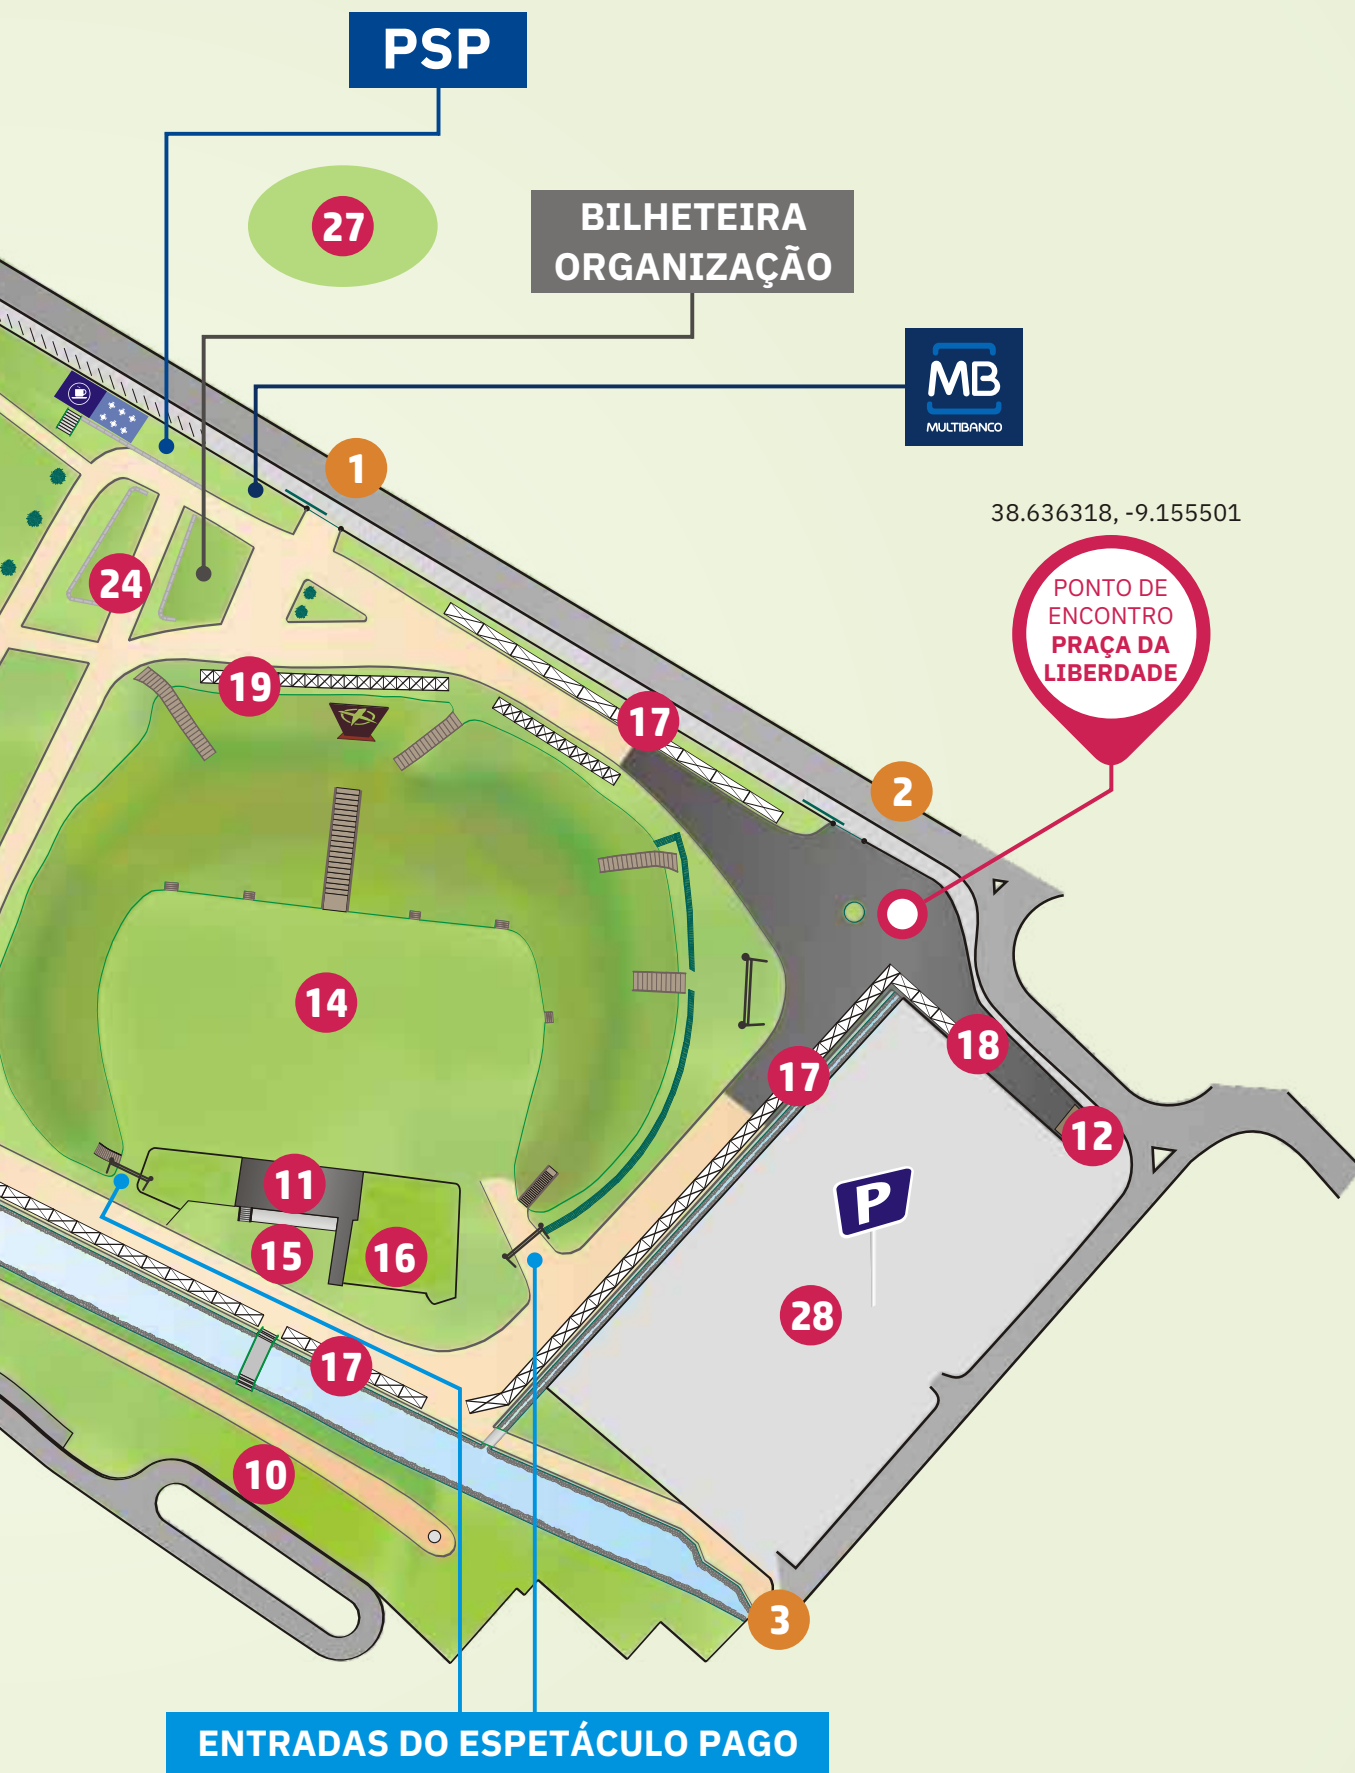 PSP
27
BILHETEIRA
ORGANIZAÇÃO
MB
MULTIBANCO
1
38.636318, -9.155501
PONTO DE
ENCONTRO
PRAÇA DA
LIBERDADE
24
19
17
2
14
18
17
12
11
15
16
P
28
17
10
3
ENTRADAS DO ESPETÁCULO PAGO